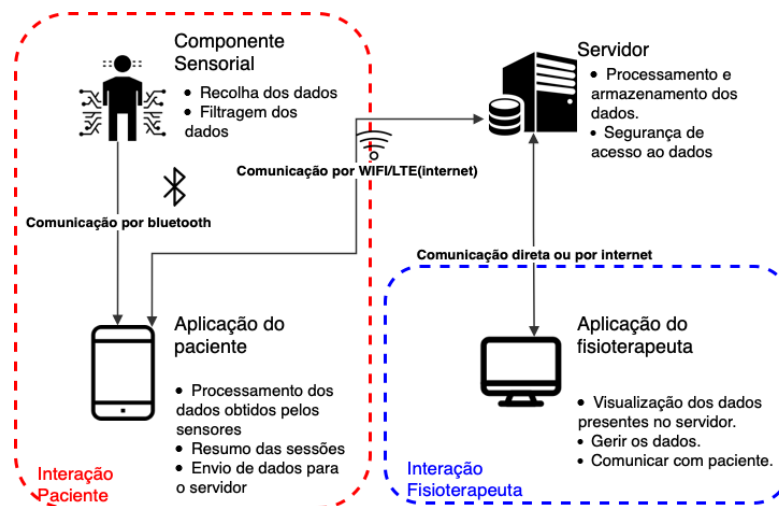 Componente
Sensorial
• Recolha dos dados
• Filtragem dos
dados
Servidor
• Processamento e
armazenamento dos
dados.
• Segurança de
acesso ao dados
Comunicação por WIFI/LTE(internet)
Comunicação por bluetooth
Comunicação direta ou por internet
Aplicação do
paciente
• Processamento dos
dados obtidos pelos
sensores
• Resumo das sessões
• Envio de dados para
o servidor
Interação
Paciente
Aplicação do
fisioterapeuta
• Visualização dos dados
presentes no servidor.
• Gerir os dados.
• Comunicar com paciente.
Interação
Fisioterapeuta